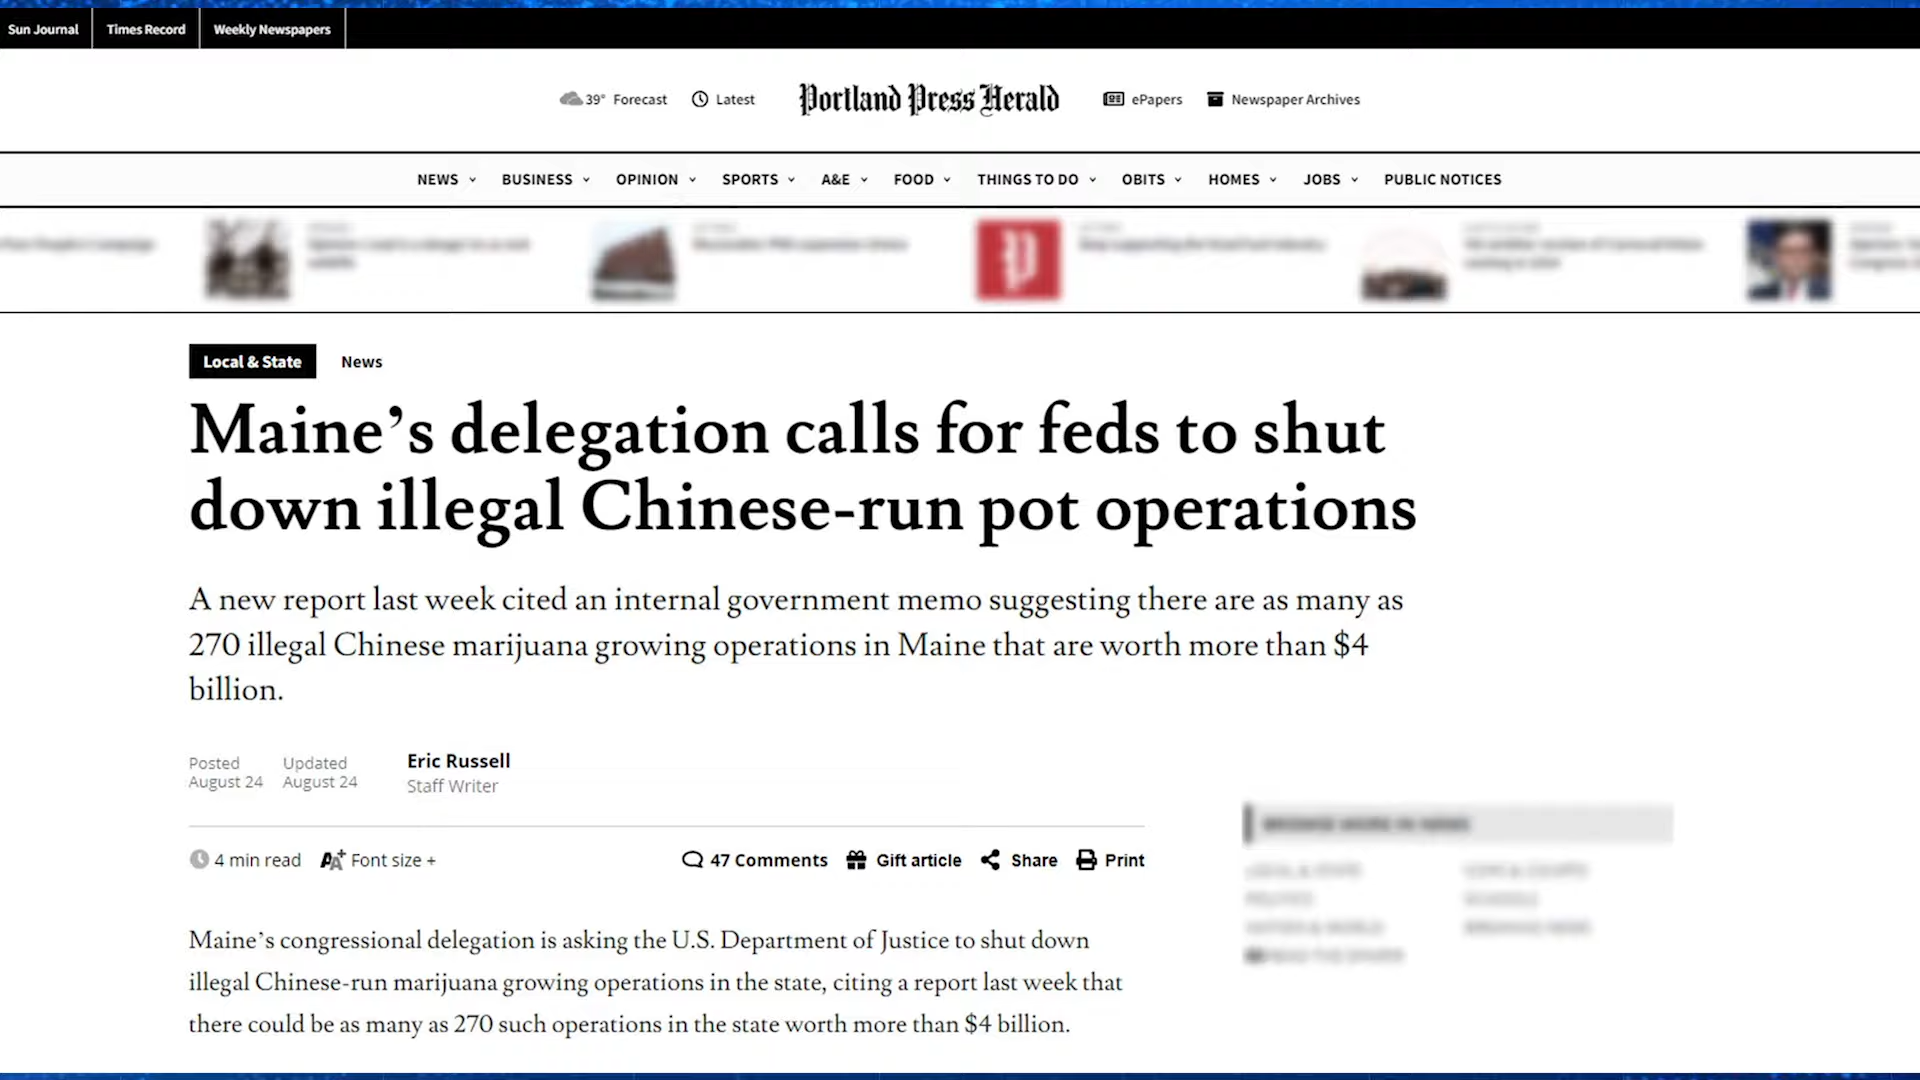 Sun Journal
Times Record
Weekly Newspapers
39° Forecast
Latest
Portland Press Herald
ePapers
Newspaper Archives
NEWS
BUSINESS
OPINION
SPORTS
A&E
FOOD
THINGS TO DO
OBITS
HOMES
JOBS
PUBLIC NOTICES
Local & State
News
Maine’s delegation calls for feds to shut
down illegal Chinese-run pot operations
A new report last week cited an internal government memo suggesting there are as many as
270 illegal Chinese marijuana growing operations in Maine that are worth more than $4
billion.
Posted
August 24
Updated
August 24
Eric Russell
Staff Writer
4 min read
Font size +
47 Comments
Gift article
Share
Print
Maine’s congressional delegation is asking the U.S. Department of Justice to shut down
illegal Chinese-run marijuana growing operations in the state, citing a report last week that
there could be as many as 270 such operations in the state worth more than $4 billion.